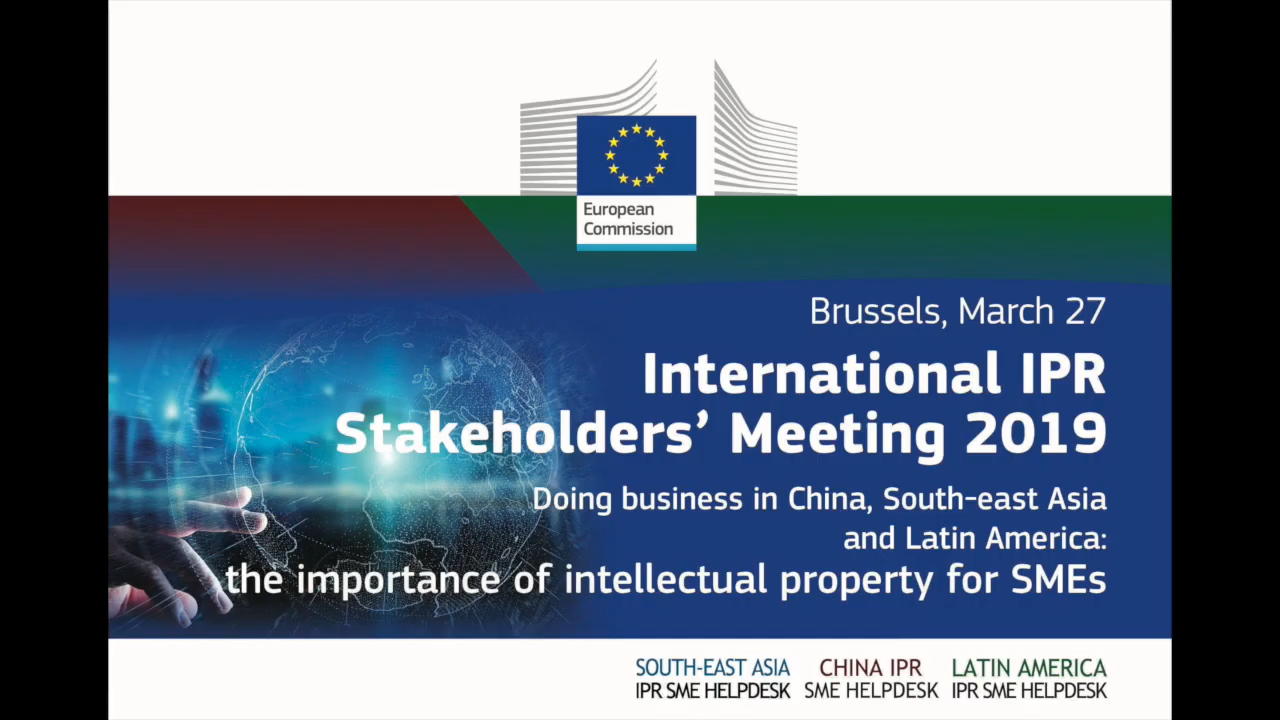 European
Commission
Brussels, March 27
International IPR
Stakeholders’ Meeting 2019
Doing business in China, South-east Asia
and Latin America:
the importance of intellectual property for SMEs
SOUTH-EAST ASIA
IPR SME HELPDESK
CHINA IPR
SME HELPDESK
LATIN AMERICA
IPR SME HELPDESK